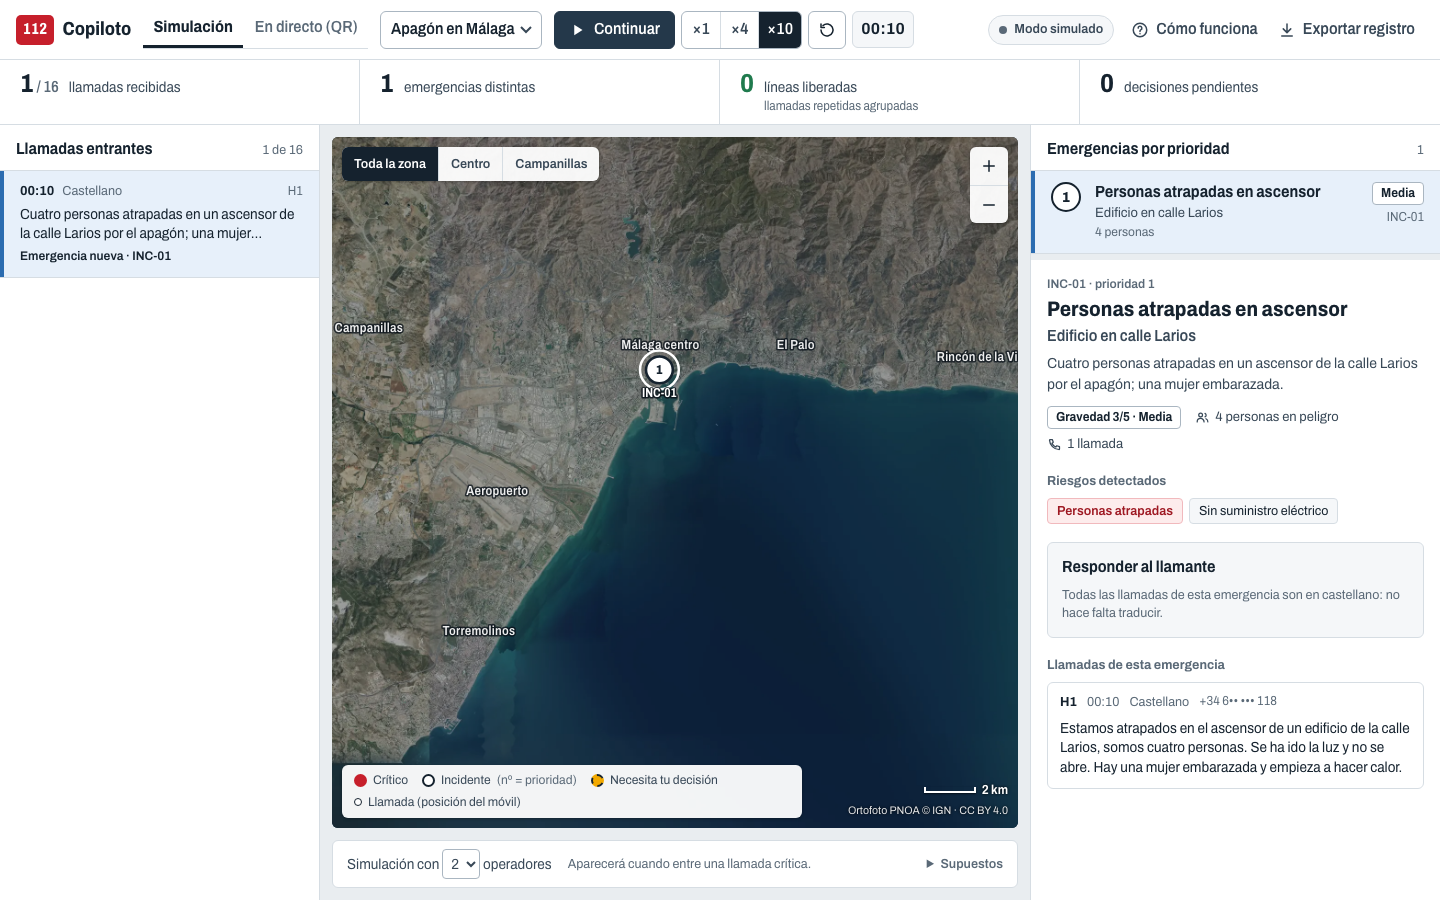 112 Copiloto
Simulación
En directo (QR)
Apagón en Málaga
Continuar
×1
×4
×10
00:10
Modo simulado
Cómo funciona
Exportar registro
1 / 16 llamadas recibidas
1 emergencias distintas
0 líneas liberadas
llamadas repetidas agrupadas
0 decisiones pendientes
Llamadas entrantes
1 de 16
00:10 Castellano H1
Cuatro personas atrapadas en un ascensor de
la calle Larios por el apagón; una mujer...
Emergencia nueva · INC-01
Toda la zona
Centro
Campanillas
+
−
Campanillas
Málaga centro
El Palo
Rincón de la Vi
1
INC-01
Aeropuerto
Torremolinos
Crítico
Incidente (nº = prioridad)
Necesita tu decisión
Llamada (posición del móvil)
2 km
Ortofoto PNOA © IGN · CC BY 4.0
Simulación con 2 operadores
Aparecerá cuando entre una llamada crítica.
Supuestos
Emergencias por prioridad
1
1
Personas atrapadas en ascensor
Media
Edificio en calle Larios
INC-01
4 personas
INC-01 · prioridad 1
Personas atrapadas en ascensor
Edificio en calle Larios
Cuatro personas atrapadas en un ascensor de la calle Larios
por el apagón; una mujer embarazada.
Gravedad 3/5 · Media
4 personas en peligro
1 llamada
Riesgos detectados
Personas atrapadas
Sin suministro eléctrico
Responder al llamante
Todas las llamadas de esta emergencia son en castellano: no
hace falta traducir.
Llamadas de esta emergencia
H1 00:10 Castellano +34 6•• ••• 118
Estamos atrapados en el ascensor de un edificio de la calle
Larios, somos cuatro personas. Se ha ido la luz y no se
abre. Hay una mujer embarazada y empieza a hacer calor.